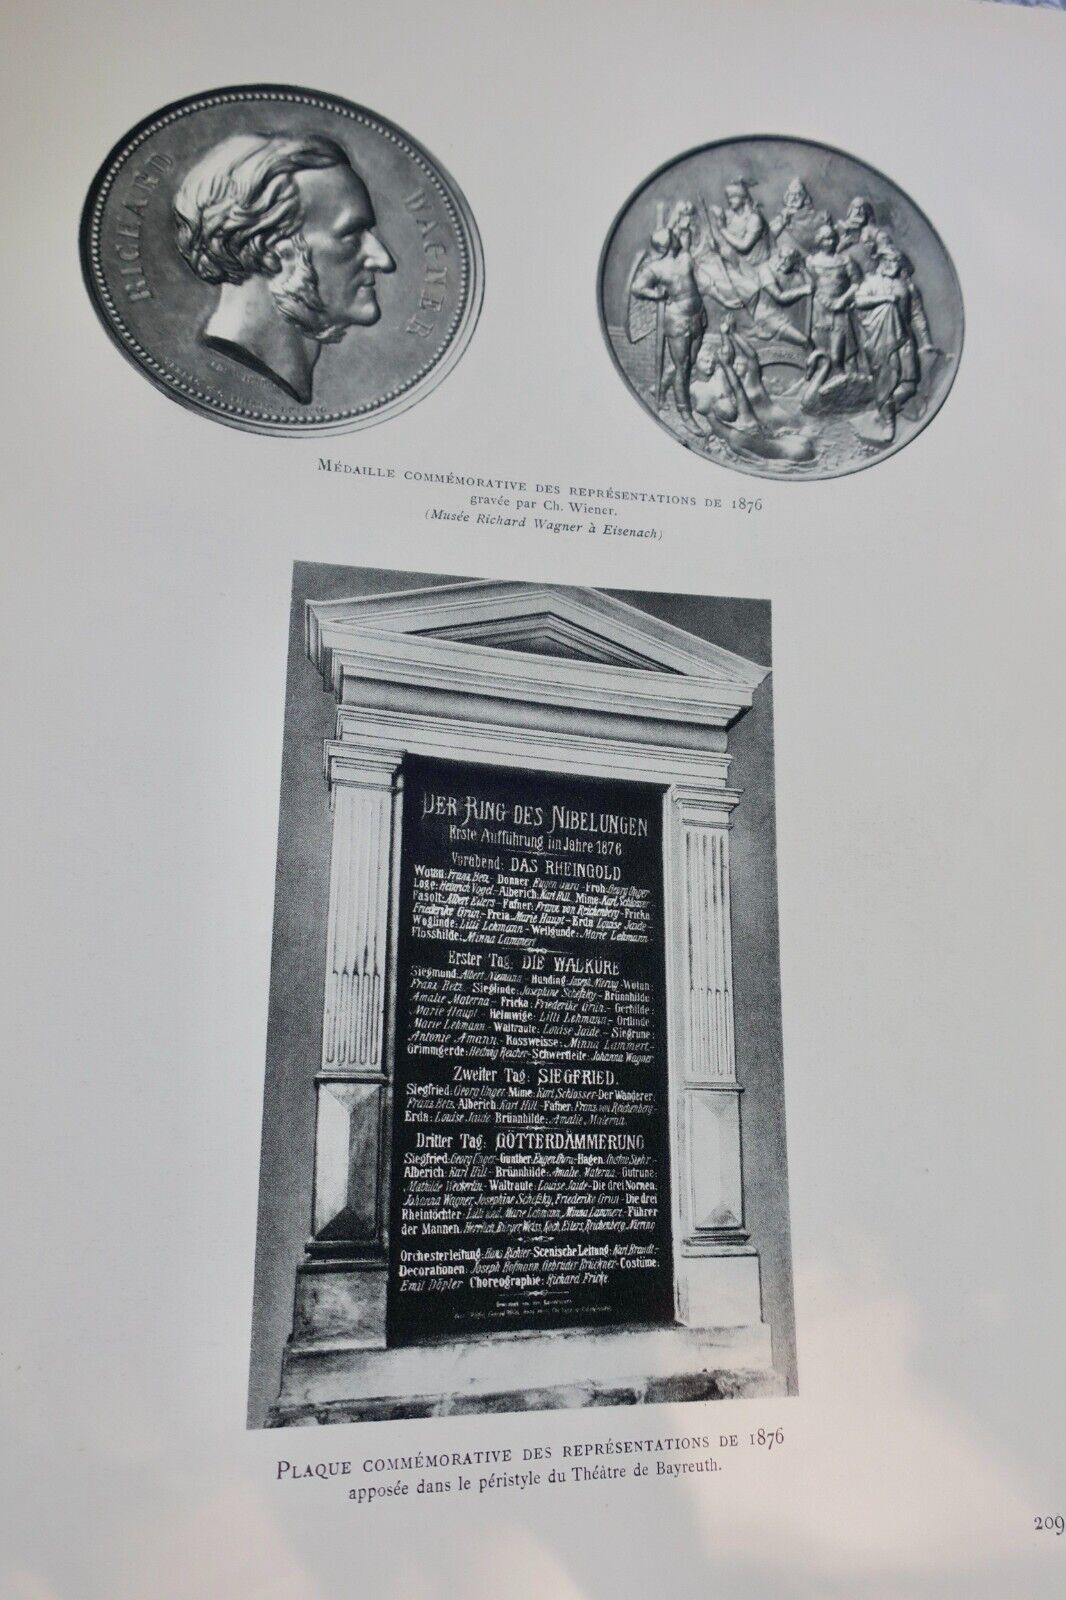 RICHARD WAGNER
MÉDAILLE COMMÉMORATIVE DES REPRÉSENTATIONS DE 1876
gravée par Ch. Wiener.
(Musée Richard Wagner à Eisenach)
DER RING DES NIBELUNGEN
Erste Aufführung im Jahre 1876
Vorabend: DAS RHEINGOLD
Wotan: Franz Betz - Donner: Eugen Gura - Froh: Georg Unger
Loge: Heinrich Vogel - Alberich: Karl Hill - Mime: Karl Schlosser
Fasolt: Albert Eilers - Fafner: Franz von Reichenberg - Fricka:
Friederike Grün - Freia: Marie Haupt - Erda: Louise Jaide -
Woglinde: Lilli Lehmann - Wellgunde: Marie Lehmann
Flosshilde: Minna Lammert
Erster Tag: DIE WALKÜRE
Siegmund: Albert Niemann - Hunding: Joseph Niering - Wotan:
Franz Betz - Sieglinde: Josephine Schefzky - Brünnhilde
Amalie Materna - Fricka: Friederike Grün - Gerhilde:
Marie Haupt - Helmwige: Lilli Lehmann - Ortlinde:
Marie Lehmann - Waltraute: Louise Jaide - Siegrune:
Antonie Amann - Rossweisse: Minna Lammert -
Grimmgerde: Hedwig Reicher - Schwertleite: Johanna Wagner
Zweiter Tag: SIEGFRIED.
Siegfried: Georg Unger - Mime: Karl Schlosser - Der Wanderer:
Franz Betz - Alberich: Karl Hill - Fafner: Franz von Reichenberg -
Erda: Louise Jaide - Brünnhilde: Amalie Materna
Dritter Tag: GÖTTERDÄMMERUNG
Siegfried: Georg Unger - Gunther: Eugen Gura - Hagen: Gustav Siehr -
Alberich: Karl Hill - Brünnhilde: Amalie Materna - Gutrune:
Mathilde Weckerlin - Waltraute: Louise Jaide - Die drei Nornen:
Johanna Wagner, Josephine Schefzky, Friederike Grün - Die drei
Rheintöchter: Lilli und Marie Lehmann, Minna Lammert - Führer
der Mannen: Herrlich, Bürger, Weiss, Koch, Eilers, Reichenberg, Niering
Orchesterleitung: Hans Richter - Scenische Leitung: Karl Brandt -
Decorationen: Joseph Hofmann, Gebrüder Brückner - Costüme:
Emil Döpler Choreographie: Richard Fricke
PLAQUE COMMÉMORATIVE DES REPRÉSENTATIONS DE 1876
apposée dans le péristyle du Théâtre de Bayreuth.
209